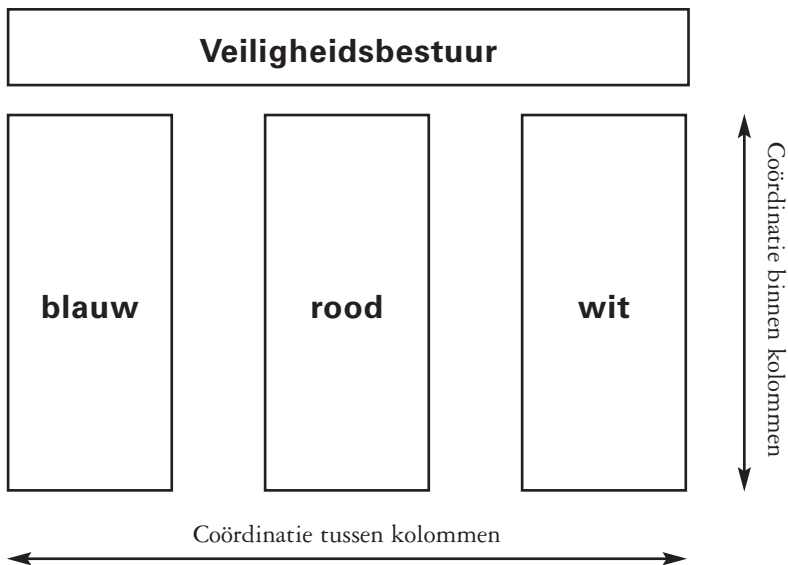 Veiligheidsbestuur
blauw
rood
wit
Coördinatie binnen kolommen
Coördinatie tussen kolommen